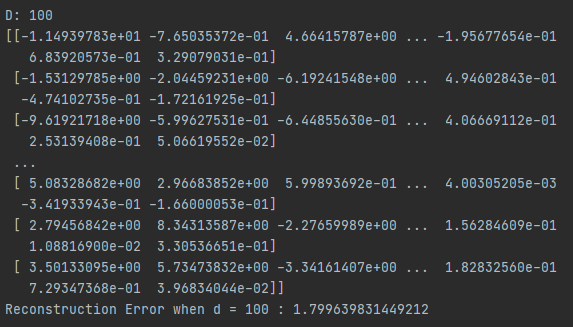 D: 100
[[-1.14939783e+01 -7.65035372e-01  4.66415787e+00 ... -1.95677654e-01
   6.83920573e-01  3.29079031e-01]
 [-1.53129785e+00 -2.04459231e+00 -6.19241548e+00 ...  4.94602843e-01
  -4.74102735e-01 -1.72161925e-01]
 [-9.61921718e+00 -5.99627531e-01 -6.44855630e-01 ...  4.06669112e-01
   2.53139408e-01  5.06619552e-02]
 ...
 [ 5.08328682e+00  2.96683852e+00  5.99893692e-01 ...  4.00305205e-03
  -3.41933943e-01 -1.66000053e-01]
 [ 2.79456842e+00  8.34313587e+00 -2.27659989e+00 ...  1.56284609e-01
   1.08816900e-02  3.30536651e-01]
 [ 3.50133095e+00  5.73473832e+00 -3.34161407e+00 ...  1.82832560e-01
   7.29347368e-01  3.96834044e-02]]
Reconstruction Error when d = 100 : 1.799639831449212